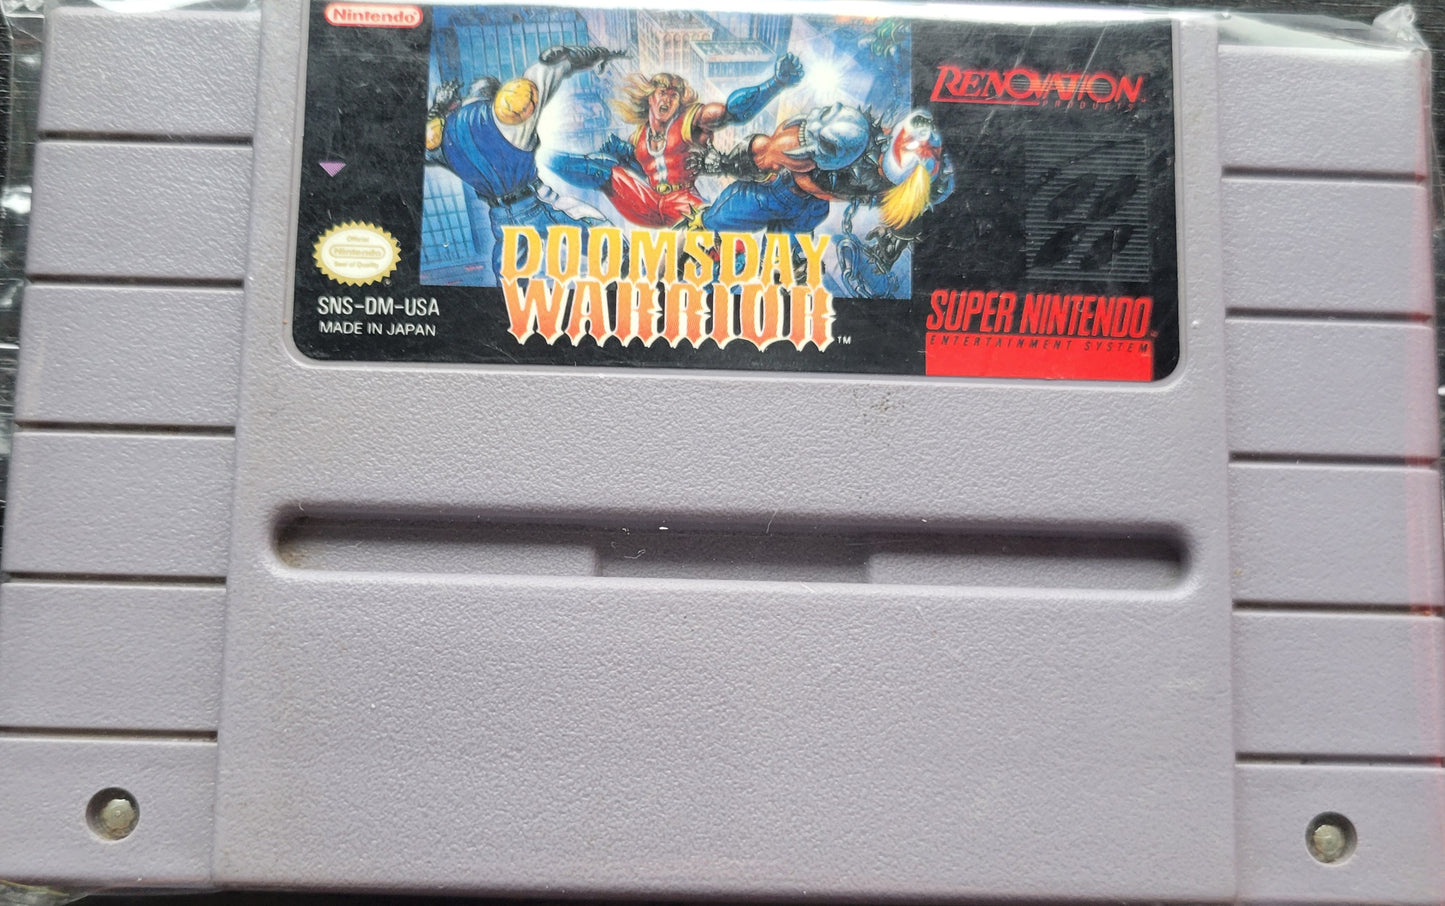 Nintendo
RENOVATION
PRODUCTS
Official
Nintendo
Seal of Quality
SNS-DM-USA
MADE IN JAPAN
DOOMSDAY
WARRIOR™
SUPER NINTENDO
ENTERTAINMENT SYSTEM